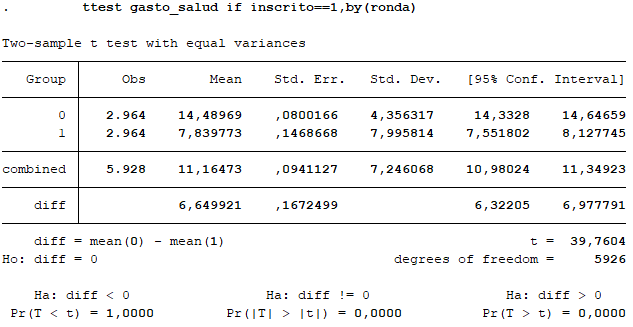 .         ttest gasto_salud if inscrito==1,by(ronda)
Two-sample t test with equal variances
Group | Obs Mean Std. Err. Std. Dev. [95% Conf. Interval]
0 | 2.964 14,48969 ,0800166 4,356317 14,3328 14,64659
1 | 2.964 7,839773 ,1468668 7,995814 7,551802 8,127745
combined | 5.928 11,16473 ,0941127 7,246068 10,98024 11,34923
diff | 6,649921 ,1672499 6,32205 6,977791
diff = mean(0) - mean(1) t = 39,7604
Ho: diff = 0 degrees of freedom = 5926
Ha: diff < 0 Ha: diff != 0 Ha: diff > 0
Pr(T < t) = 1,0000 Pr(|T| > |t|) = 0,0000 Pr(T > t) = 0,0000